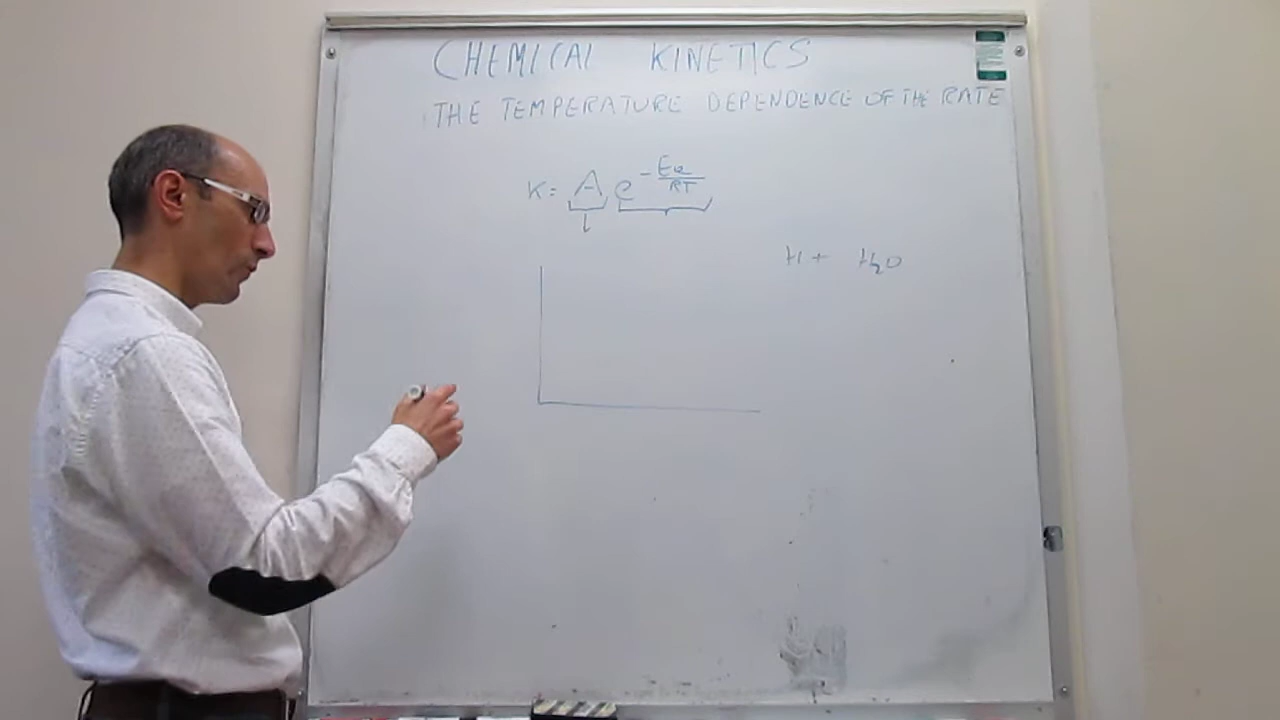 CHEMICAL KINETICS
THE TEMPERATURE DEPENDENCE OF THE RATE
K = A e^-Ea/RT
H + H₂O